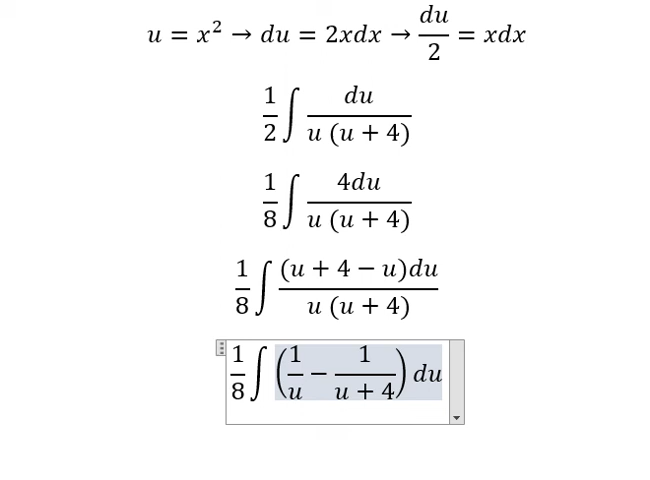 u = x² → du = 2xdx → du/2 = xdx
1/2 ∫ du/(u (u + 4))
1/8 ∫ 4du/(u (u + 4))
1/8 ∫ (u + 4 − u)du/(u (u + 4))
1/8 ∫ (1/u − 1/(u + 4)) du